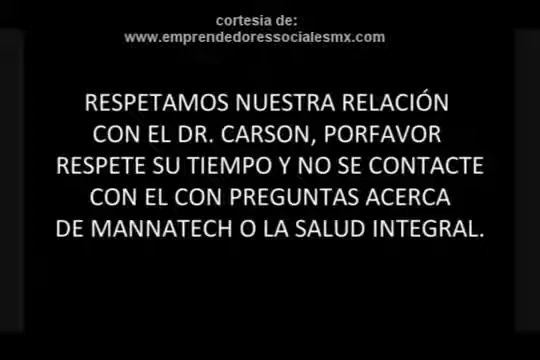 cortesia de:
www.emprendedoressocialesmx.com
RESPETAMOS NUESTRA RELACIÓN
CON EL DR. CARSON, PORFAVOR
RESPETE SU TIEMPO Y NO SE CONTACTE
CON EL CON PREGUNTAS ACERCA
DE MANNATECH O LA SALUD INTEGRAL.